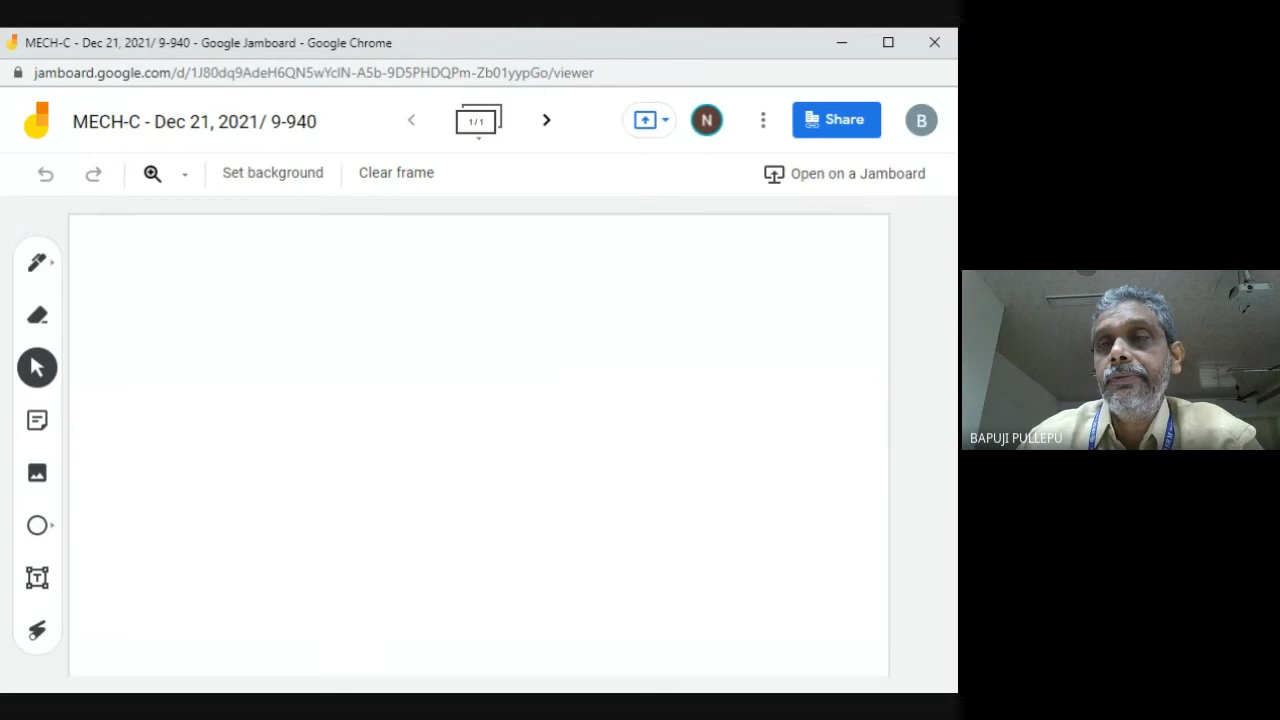 MECH-C - Dec 21, 2021/ 9-940 - Google Jamboard - Google Chrome
jamboard.google.com/d/1J80dq9AdeH6QN5wYclN-A5b-9D5PHDQPm-Zb01yypGo/viewer
MECH-C - Dec 21, 2021/ 9-940
1/1
N
Share
B
Set background
Clear frame
Open on a Jamboard
T
BAPUJI PULLEPU
SRM